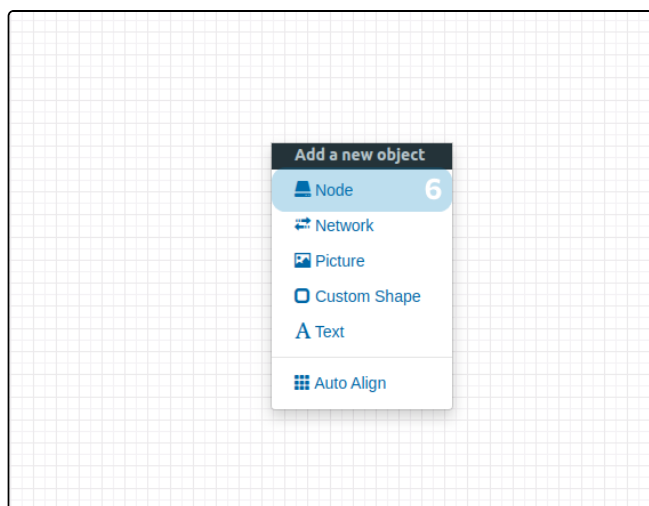 Add a new object
Node 6
Network
Picture
Custom Shape
Text
Auto Align